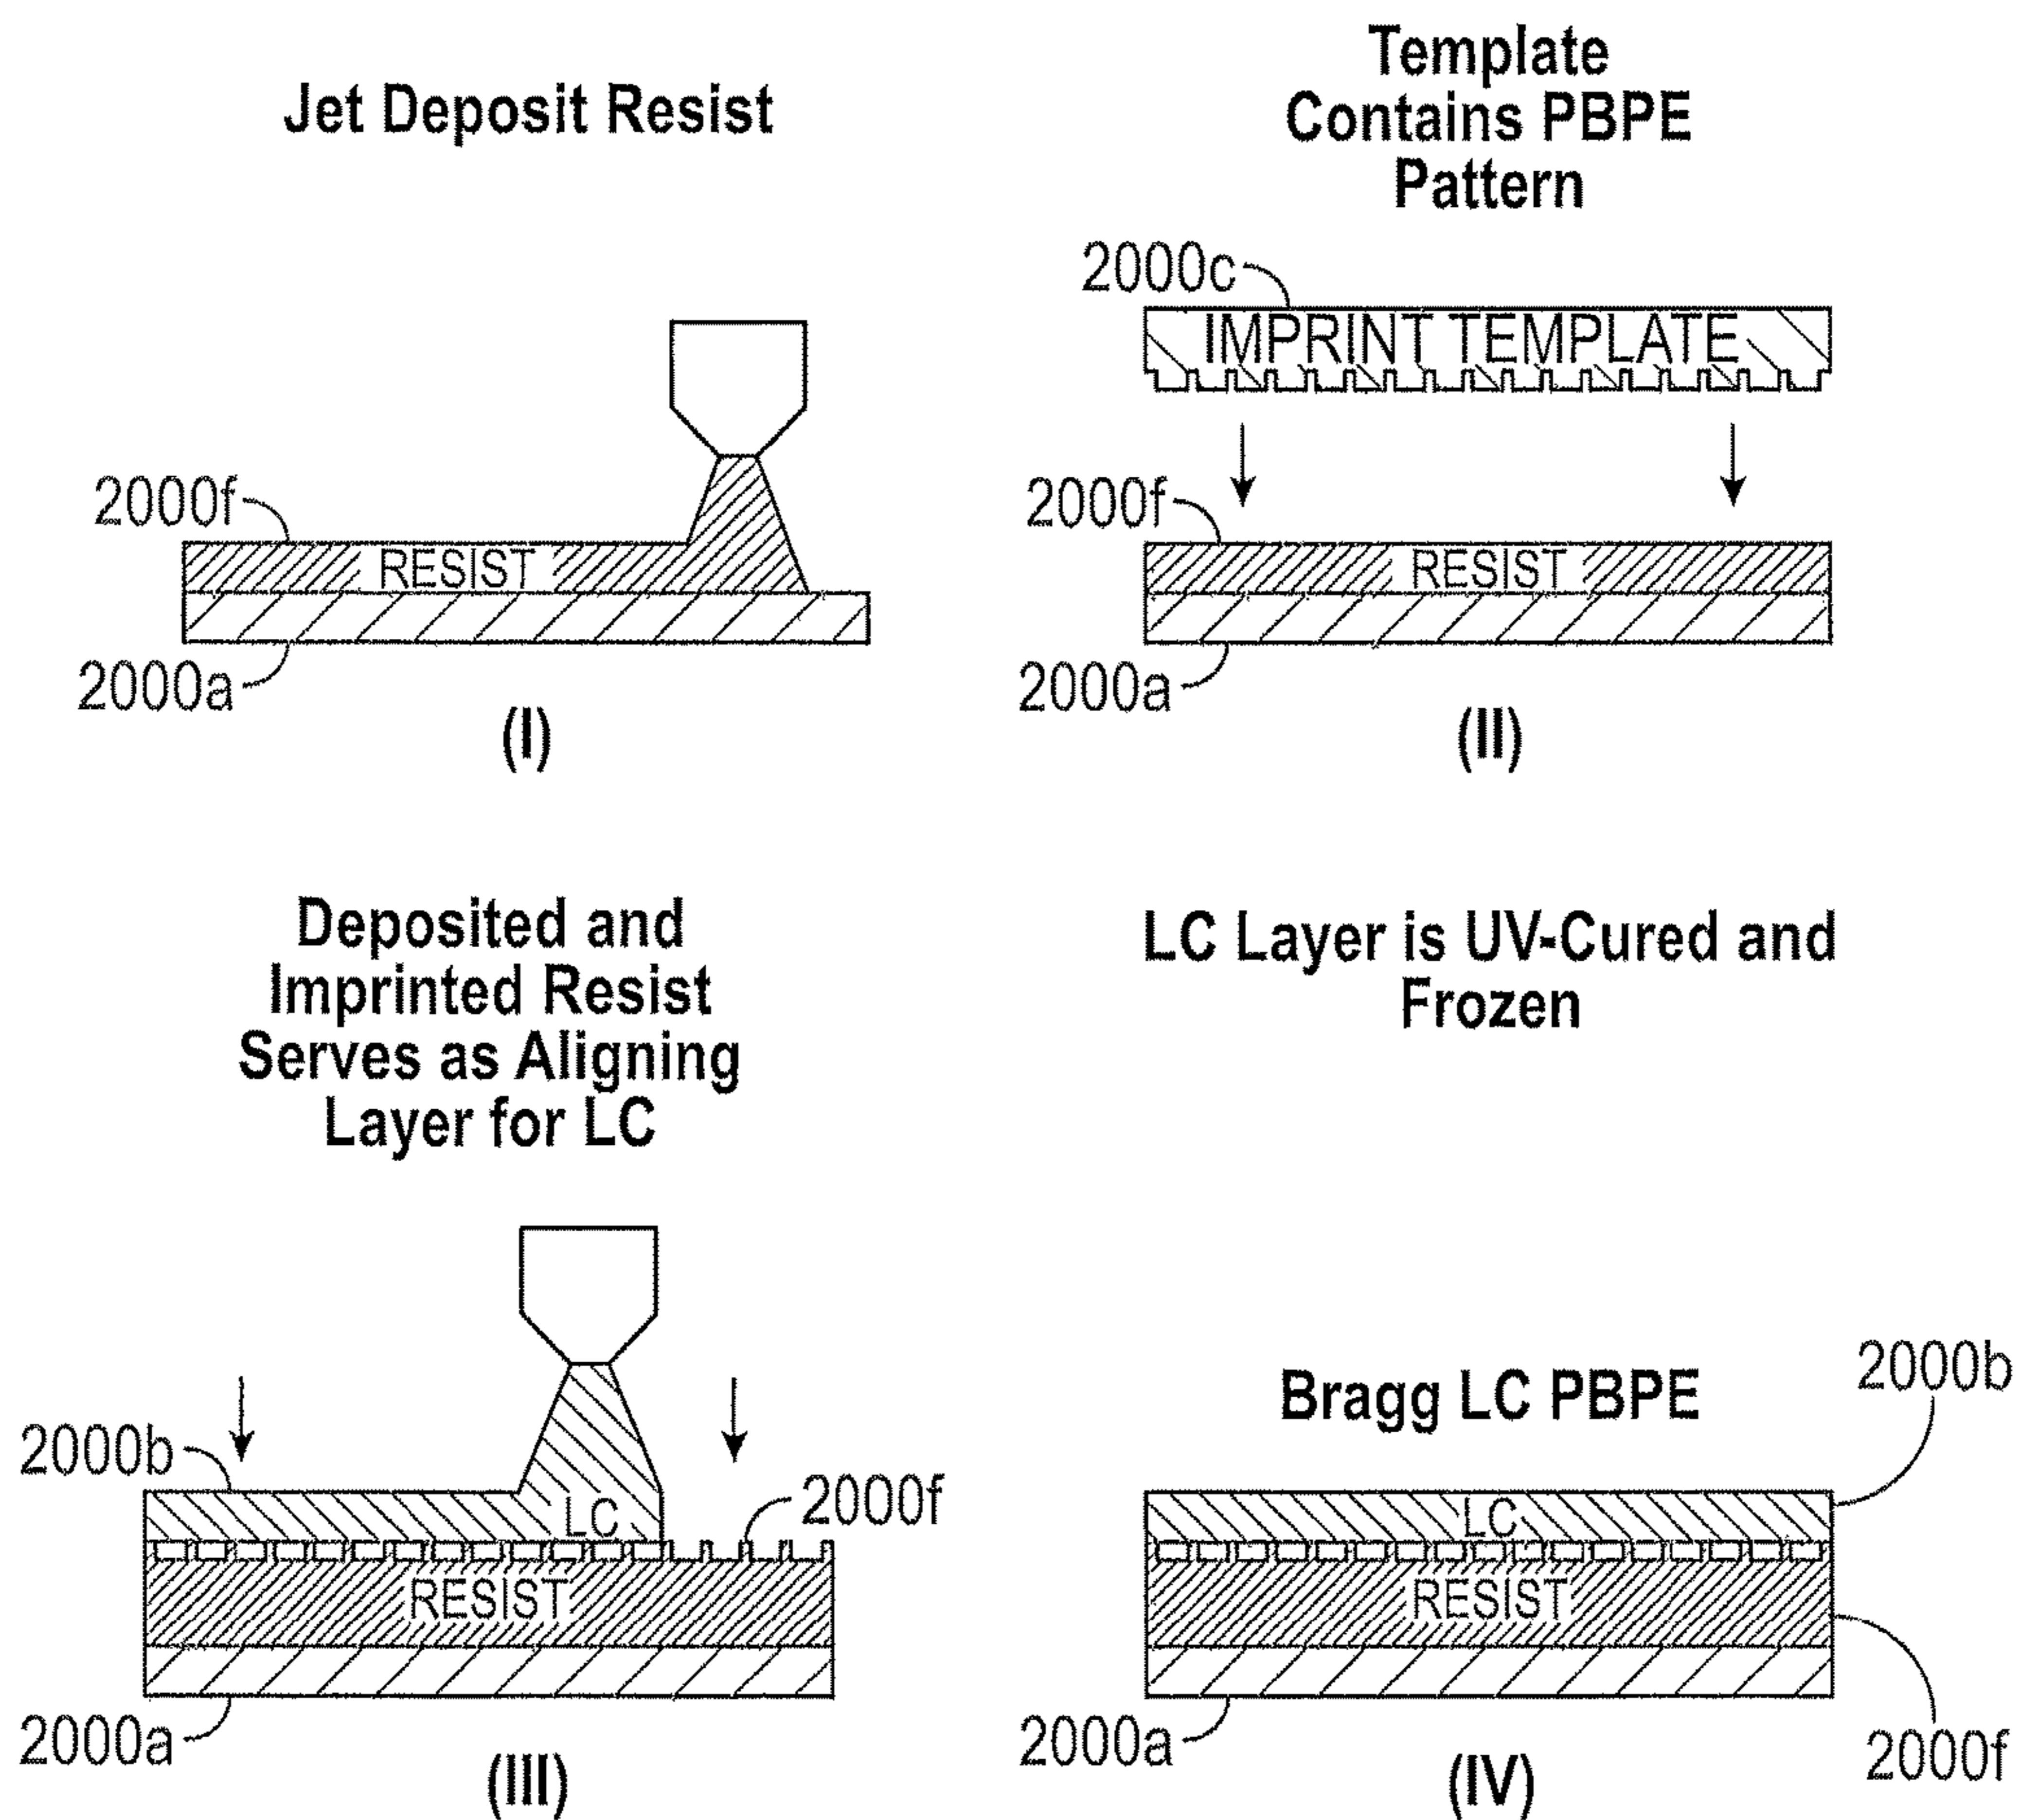 Jet Deposit Resist
2000f
RESIST
2000a
(I)
Template
Contains PBPE
Pattern
2000c
IMPRINT TEMPLATE
2000f
RESIST
2000a
(II)
Deposited and
Imprinted Resist
Serves as Aligning
Layer for LC
2000b
LC
2000f
RESIST
2000a
(III)
LC Layer is UV-Cured and
Frozen
Bragg LC PBPE
2000b
LC
RESIST
2000a
2000f
(IV)